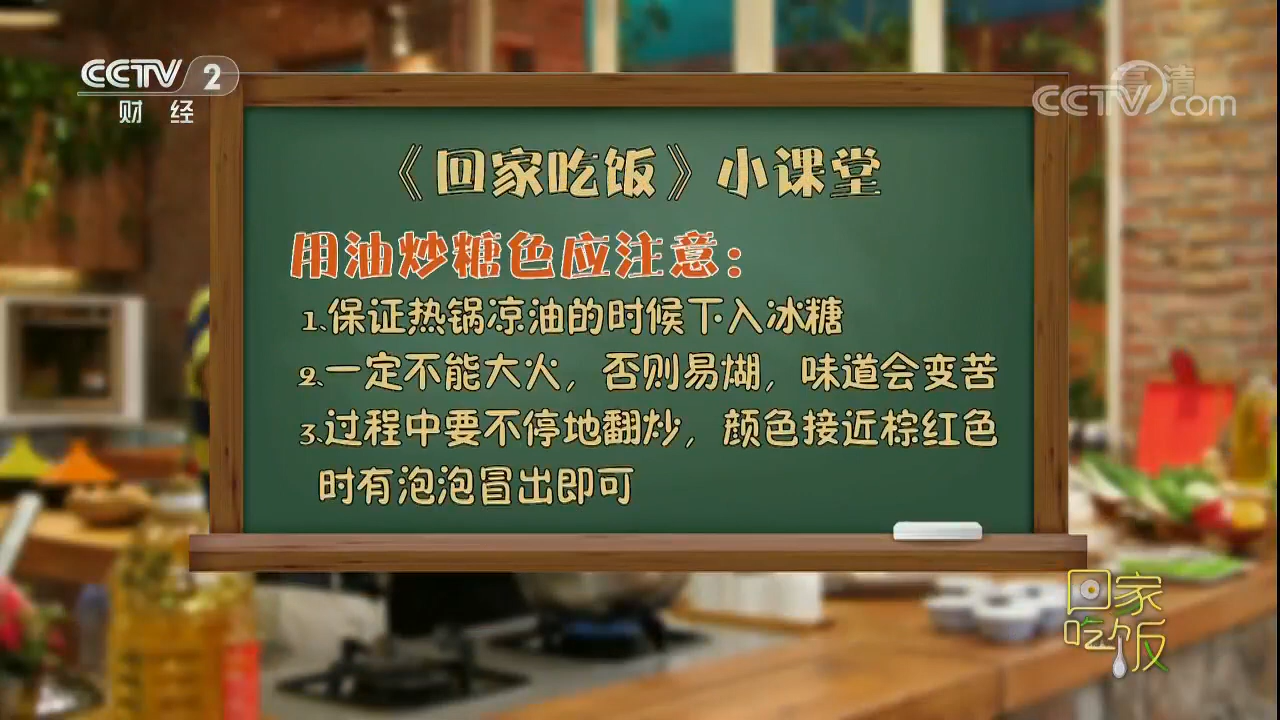 CCTV 2
财经
高清
CCTV.com
《回家吃饭》小课堂
用油炒糖色应注意：
1.保证热锅凉油的时候下入冰糖
2.一定不能大火，否则易煳，味道会变苦
3.过程中要不停地翻炒，颜色接近棕红色
时有泡泡冒出即可
回家
吃饭